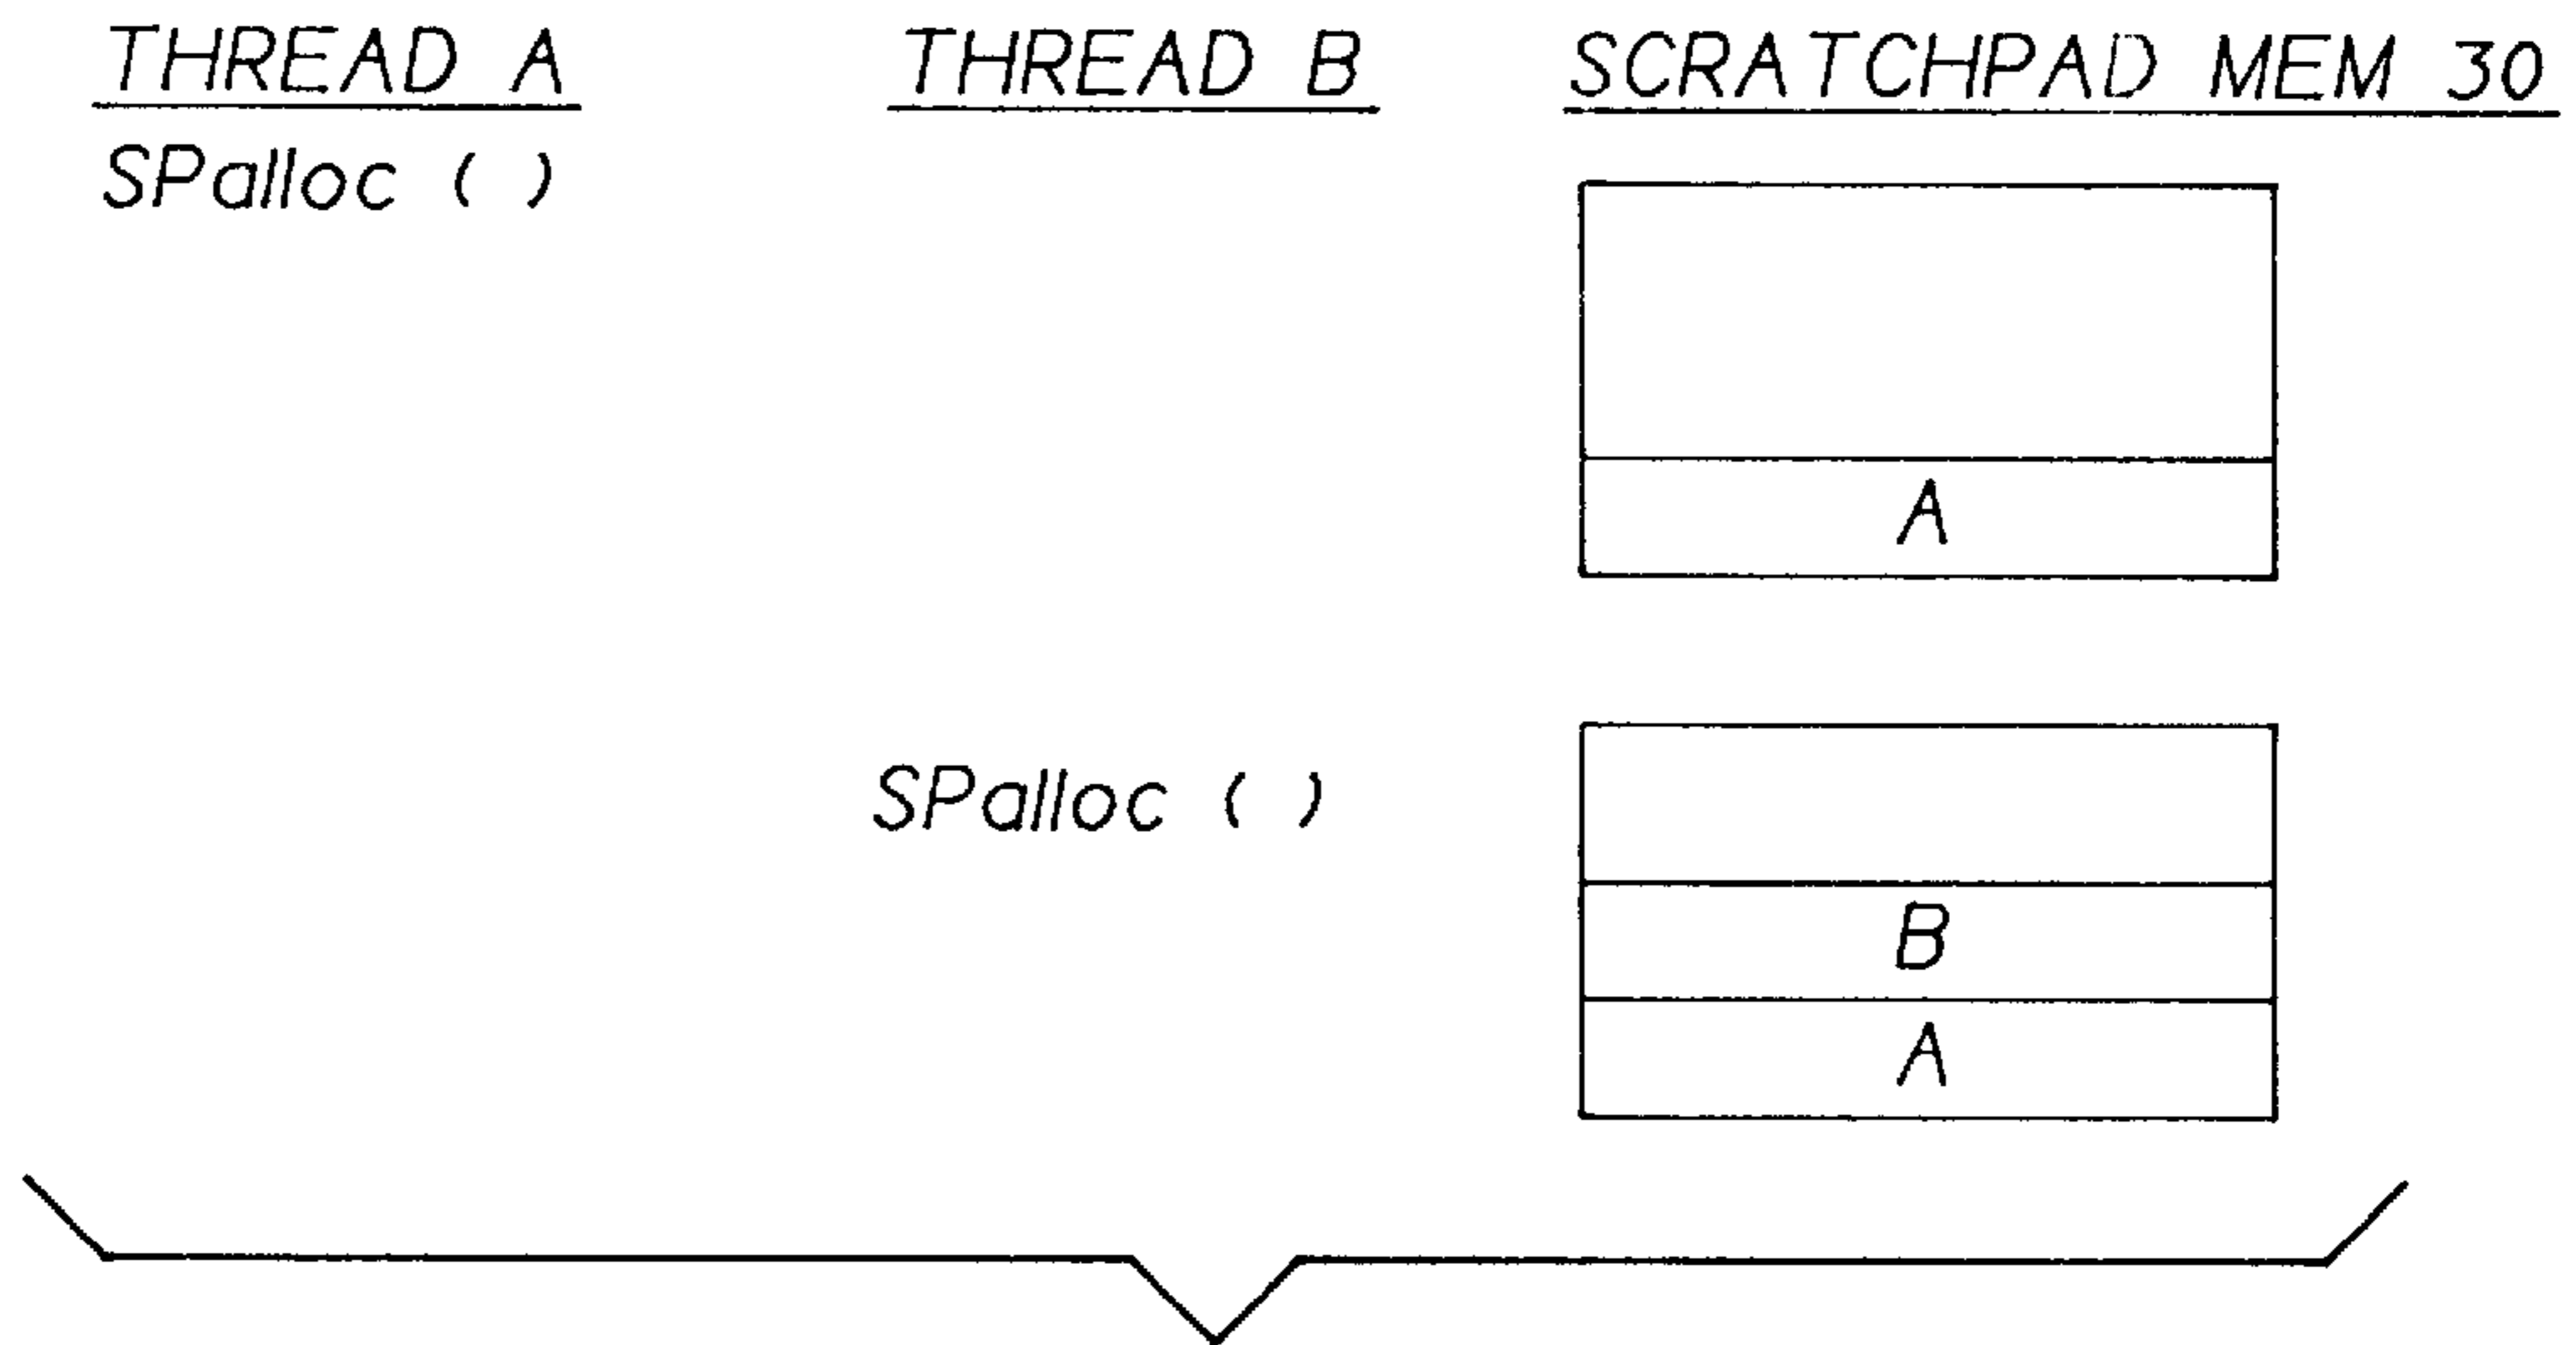 THREAD A THREAD B SCRATCHPAD MEM 30
SPalloc ( )
A
SPalloc ( )
B
A